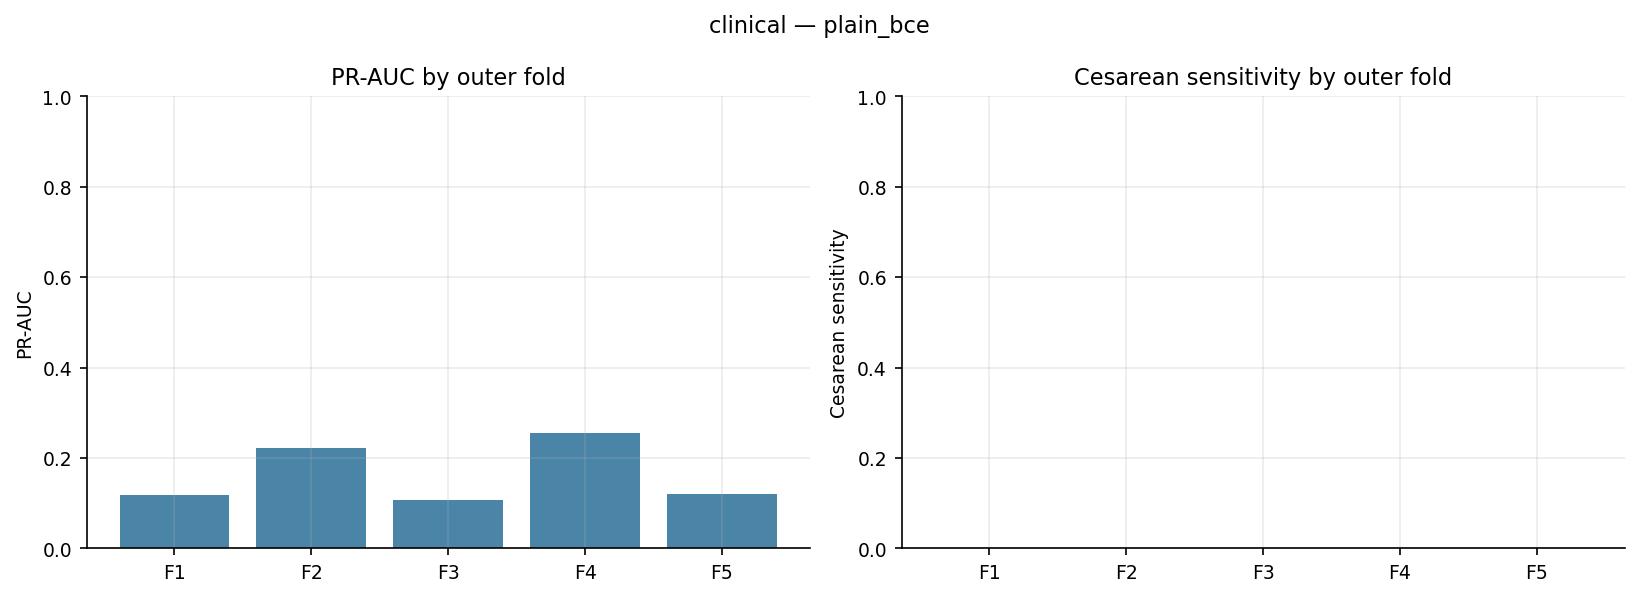 clinical — plain_bce
PR-AUC by outer fold
1.0
0.8
0.6
0.4
0.2
0.0
PR-AUC
F1 F2 F3 F4 F5
Cesarean sensitivity by outer fold
1.0
0.8
0.6
0.4
0.2
0.0
Cesarean sensitivity
F1 F2 F3 F4 F5